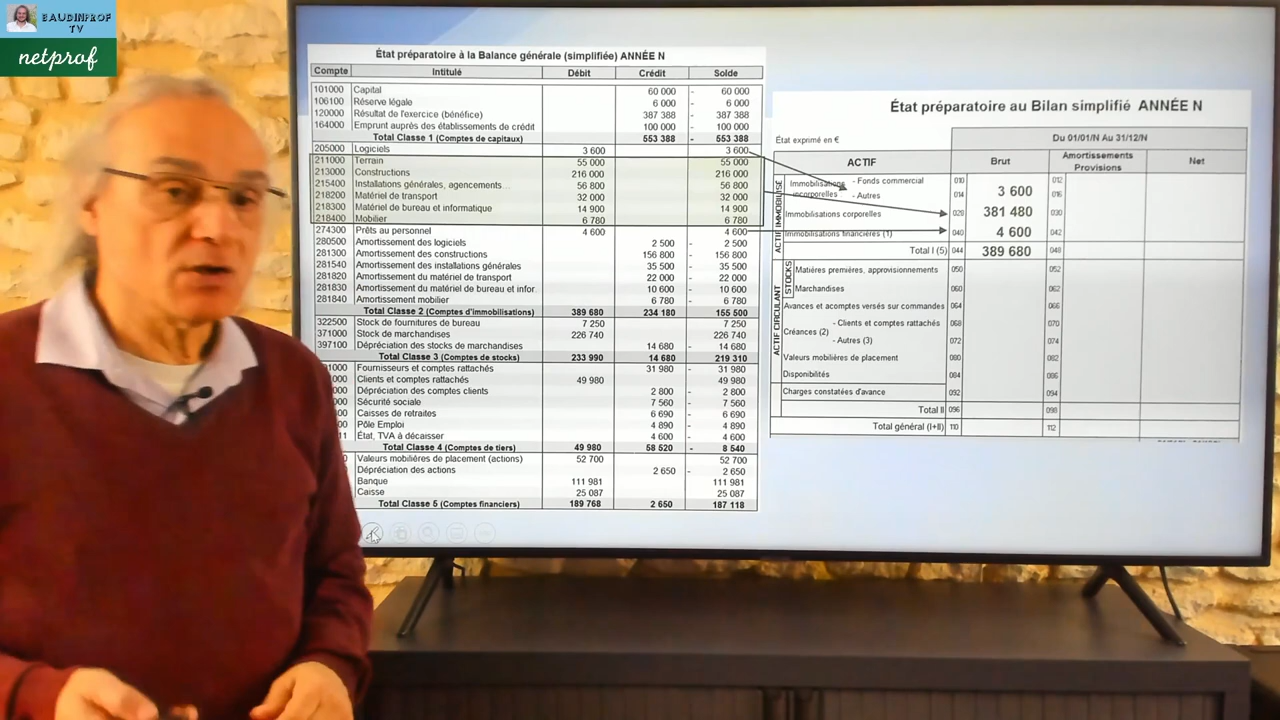 BAUDINPROF
TV
netprof
État préparatoire à la Balance générale (simplifiée) ANNÉE N
Compte Intitulé Débit Crédit Solde
101000 Capital 60 000 - 60 000
106100 Réserve légale 6 000 - 6 000
120000 Résultat de l'exercice (bénéfice) 387 388 - 387 388
164000 Emprunt auprès des établissements de crédit 100 000 - 100 000
Total Classe 1 (Comptes de capitaux) 553 388 - 553 388
205000 Logiciels 3 600 3 600
211000 Terrain 55 000 55 000
213000 Constructions 216 000 216 000
215400 Installations générales, agencements... 56 800 56 800
218200 Matériel de transport 32 000 32 000
218300 Matériel de bureau et informatique 14 900 14 900
218400 Mobilier 6 780 6 780
274300 Prêts au personnel 4 600 4 600
280500 Amortissement des logiciels 2 500 - 2 500
281300 Amortissement des constructions 156 800 - 156 800
281540 Amortissement des installations générales 35 500 - 35 500
281820 Amortissement du matériel de transport 22 000 - 22 000
281830 Amortissement du matériel de bureau et infor 10 600 - 10 600
281840 Amortissement mobilier 6 780 - 6 780
Total Classe 2 (Comptes d'immobilisations) 389 680 234 180 155 500
322500 Stock de fournitures de bureau 7 250 7 250
371000 Stock de marchandises 226 740 226 740
397100 Dépréciation des stocks de marchandises 14 680 - 14 680
Total Classe 3 (Comptes de stocks) 233 990 14 680 219 310
1000 Fournisseurs et comptes rattachés 31 980 - 31 980
000 Clients et comptes rattachés 49 980 49 980
000 Dépréciation des comptes clients 2 800 - 2 800
000 Sécurité sociale 7 560 - 7 560
00 Caisses de retraites 6 690 - 6 690
00 Pôle Emploi 4 890 - 4 890
11 État, TVA à décaisser 4 600 - 4 600
Total Classe 4 (Comptes de tiers) 49 980 58 520 - 8 540
Valeurs mobilières de placement (actions) 52 700 52 700
Dépréciation des actions 2 650 - 2 650
Banque 111 981 111 981
Caisse 25 087 25 087
Total Classe 5 (Comptes financiers) 189 768 2 650 187 118
État préparatoire au Bilan simplifié ANNÉE N
État exprimé en € Du 01/01/N Au 31/12/N
ACTIF Brut Amortissements Provisions Net
ACTIF IMMOBILISÉ
Immobilisations incorporelles - Fonds commercial 010 012
- Autres 014 3 600 016
Immobilisations corporelles 028 381 480 030
Immobilisations financières (1) 040 4 600 042
Total I (5) 044 389 680 048
ACTIF CIRCULANT
STOCKS
Matières premières, approvisionnements 050 052
Marchandises 060 062
Avances et acomptes versés sur commandes 064 066
Créances (2) - Clients et comptes rattachés 068 070
- Autres (3) 072 074
Valeurs mobilières de placement 080 082
Disponibilités 084 086
Charges constatées d'avance 092 094
Total II 096 098
Total général (I+II) 110 112